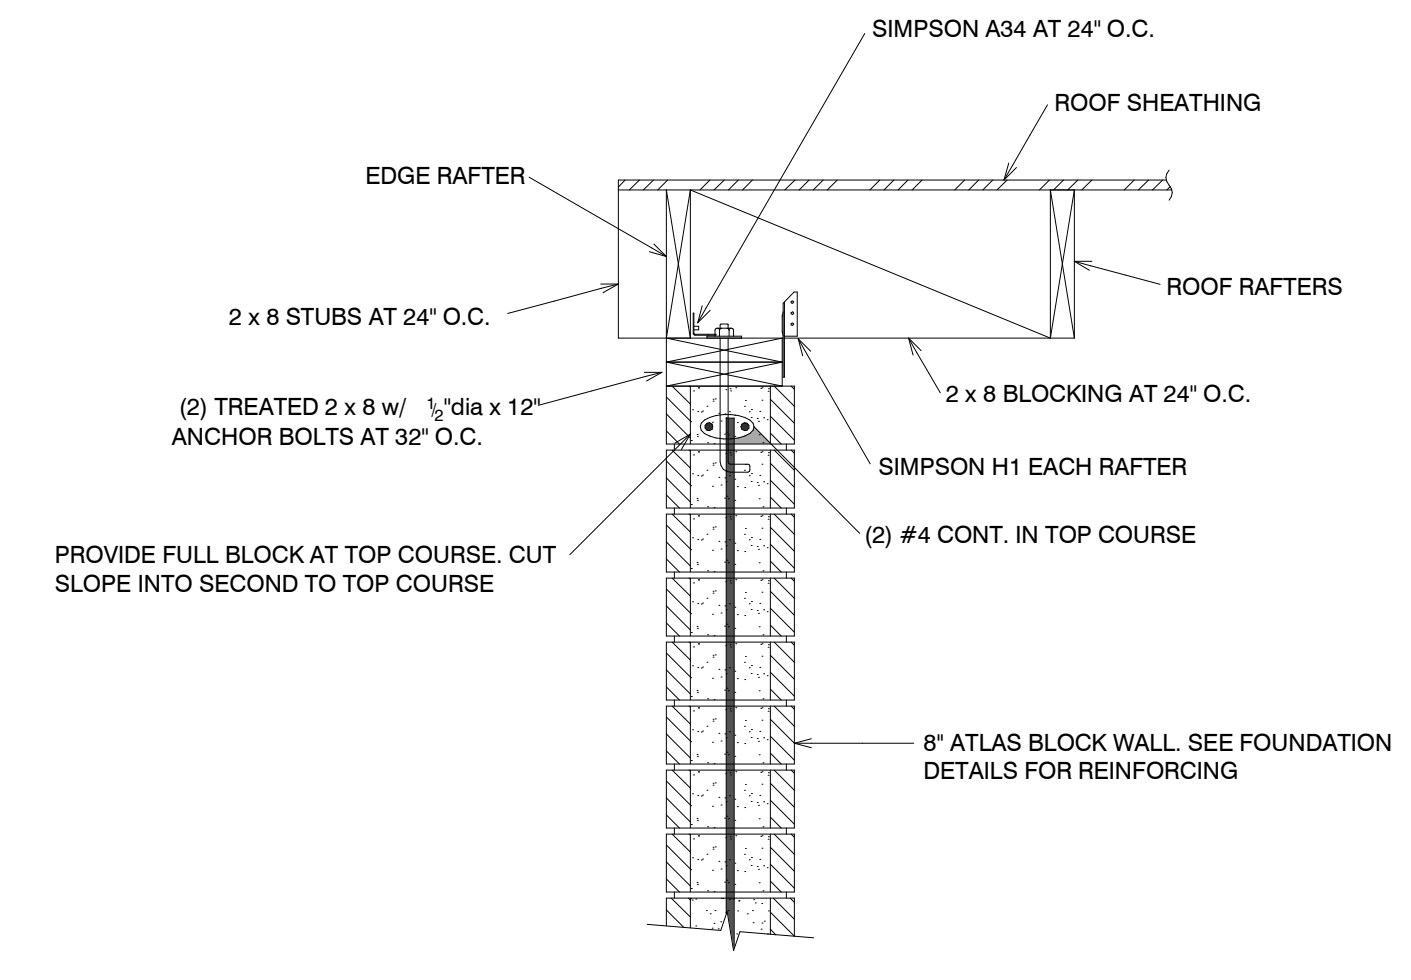 SIMPSON A34 AT 24" O.C.
ROOF SHEATHING
EDGE RAFTER
ROOF RAFTERS
2 x 8 STUBS AT 24" O.C.
2 x 8 BLOCKING AT 24" O.C.
(2) TREATED 2 x 8 w/ ½"dia x 12"
ANCHOR BOLTS AT 32" O.C.
SIMPSON H1 EACH RAFTER
(2) #4 CONT. IN TOP COURSE
PROVIDE FULL BLOCK AT TOP COURSE. CUT
SLOPE INTO SECOND TO TOP COURSE
8" ATLAS BLOCK WALL. SEE FOUNDATION
DETAILS FOR REINFORCING